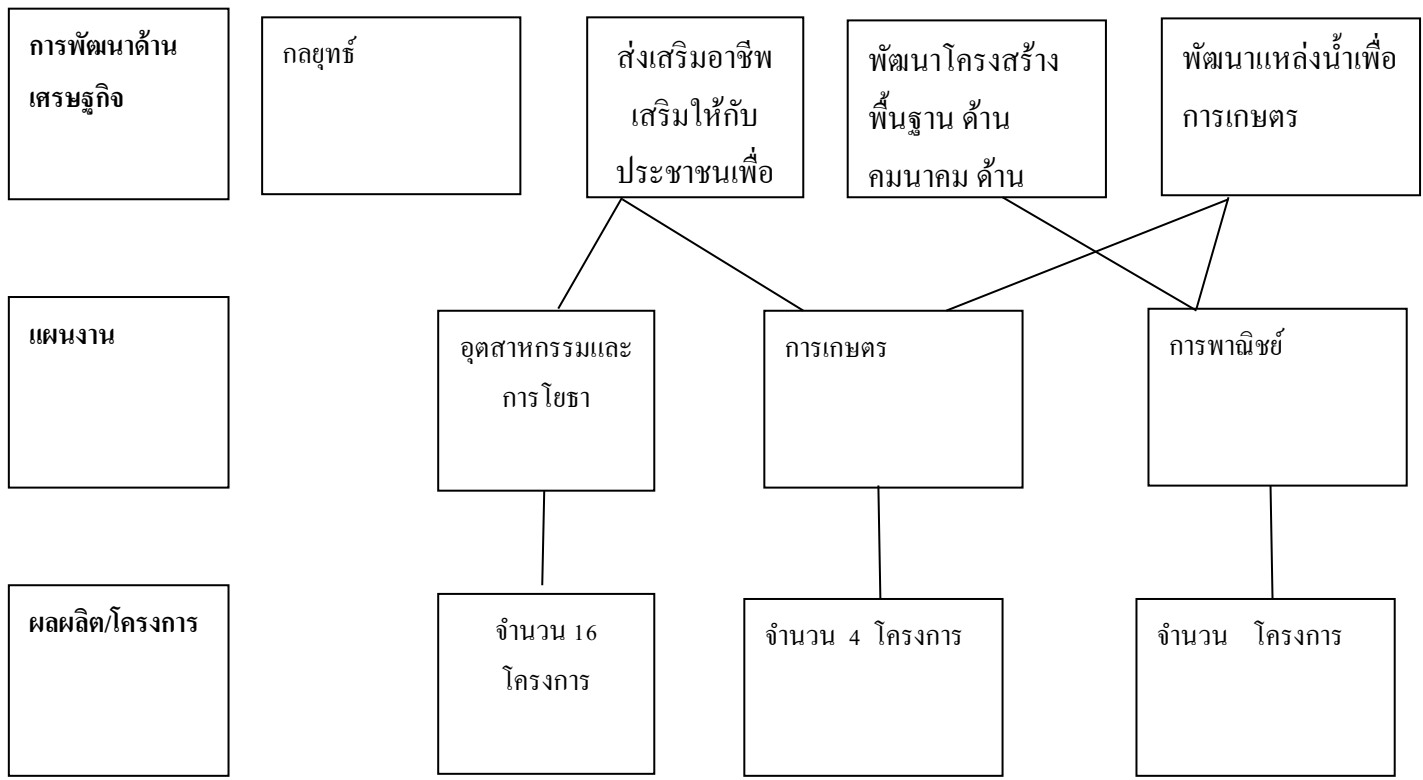 การพัฒนาด้าน
เศรษฐกิจ
กลยุทธ์
ส่งเสริมอาชีพ
เสริมให้กับ
ประชาชนเพื่อ
พัฒนาโครงสร้าง
พื้นฐาน ด้าน
คมนาคม ด้าน
พัฒนาแหล่งน้ำเพื่อ
การเกษตร
แผนงาน
อุตสาหกรรมและ
การโยธา
การเกษตร
การพาณิชย์
ผลผลิต/โครงการ
จำนวน 16
โครงการ
จำนวน 4 โครงการ
จำนวน โครงการ